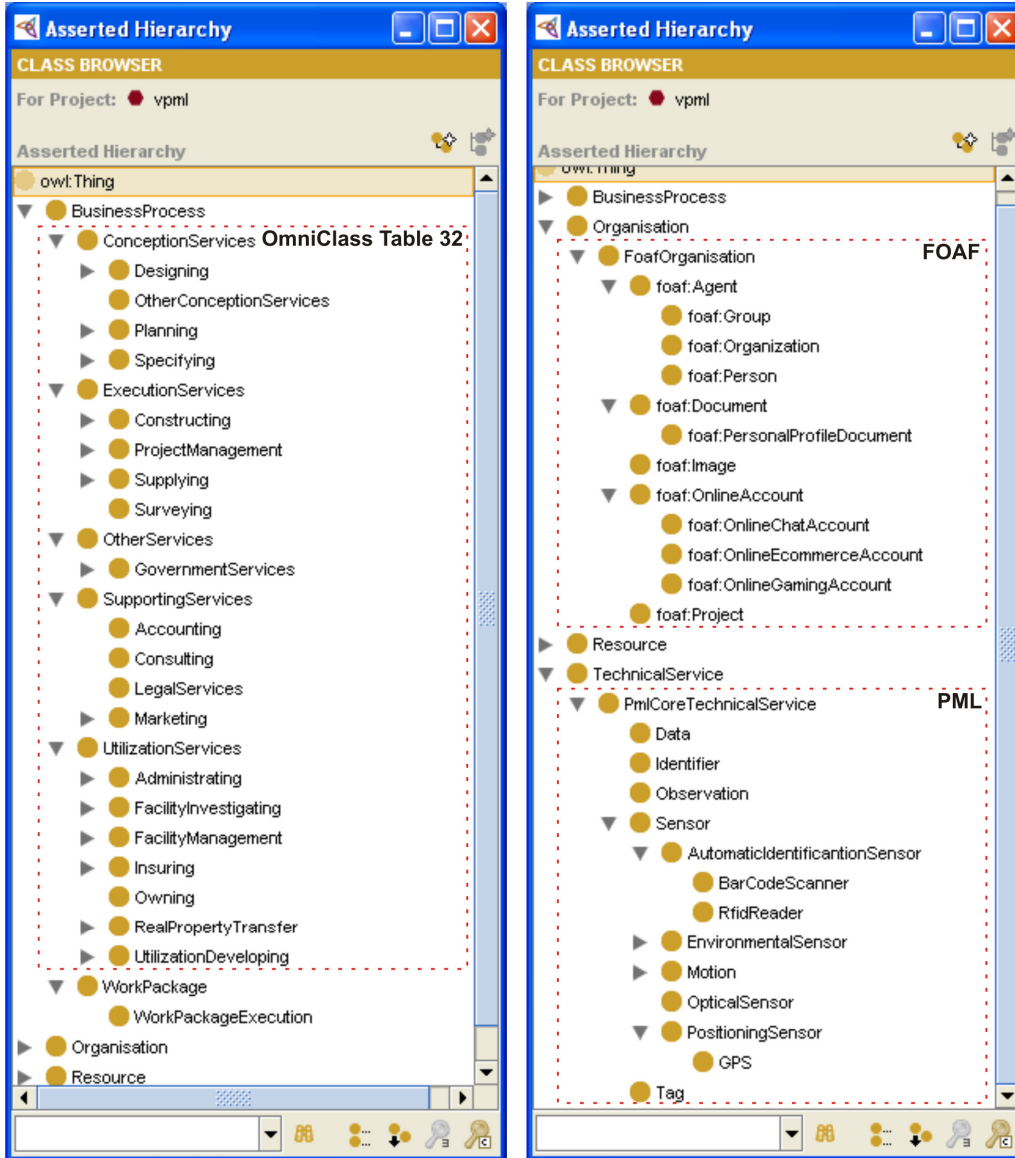 Asserted Hierarchy
CLASS BROWSER
For Project: vpml
Asserted Hierarchy
owl:Thing
BusinessProcess
ConceptionServices OmniClass Table 32
Designing
OtherConceptionServices
Planning
Specifying
ExecutionServices
Constructing
ProjectManagement
Supplying
Surveying
OtherServices
GovernmentServices
SupportingServices
Accounting
Consulting
LegalServices
Marketing
UtilizationServices
Administrating
FacilityInvestigating
FacilityManagement
Insuring
Owning
RealPropertyTransfer
UtilizationDeveloping
WorkPackage
WorkPackageExecution
Organisation
Resource
Asserted Hierarchy
CLASS BROWSER
For Project: vpml
Asserted Hierarchy
owl:Thing
BusinessProcess
Organisation
FoafOrganisation FOAF
foaf:Agent
foaf:Group
foaf:Organization
foaf:Person
foaf:Document
foaf:PersonalProfileDocument
foaf:Image
foaf:OnlineAccount
foaf:OnlineChatAccount
foaf:OnlineEcommerceAccount
foaf:OnlineGamingAccount
foaf:Project
Resource
TechnicalService
PmlCoreTechnicalService PML
Data
Identifier
Observation
Sensor
AutomaticIdentificantionSensor
BarCodeScanner
RfidReader
EnvironmentalSensor
Motion
OpticalSensor
PositioningSensor
GPS
Tag